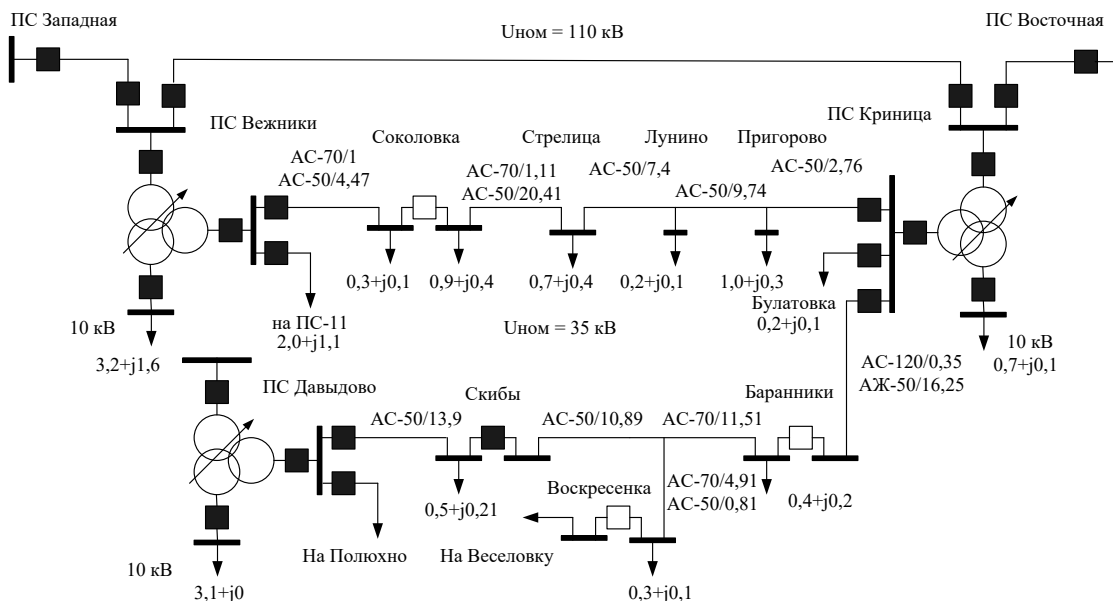 ПС Западная
Uном = 110 кВ
ПС Восточная
ПС Вежники
ПС Криница
Соколовка
Стрелица
Лунино
Пригорово
АС-70/1
АС-50/4,47
АС-70/1,11
АС-50/20,41
АС-50/7,4
АС-50/9,74
АС-50/2,76
0,3+j0,1
0,9+j0,4
0,7+j0,4
0,2+j0,1
1,0+j0,3
Булатовка
0,2+j0,1
10 кВ
3,2+j1,6
на ПС-11
2,0+j1,1
Uном = 35 кВ
10 кВ
0,7+j0,1
АС-120/0,35
АЖ-50/16,25
ПС Давыдово
Скибы
Баранники
АС-50/13,9
АС-50/10,89
АС-70/11,51
0,5+j0,21
Воскресенка
АС-70/4,91
АС-50/0,81
0,4+j0,2
На Полюхно
На Веселовку
10 кВ
3,1+j0
0,3+j0,1